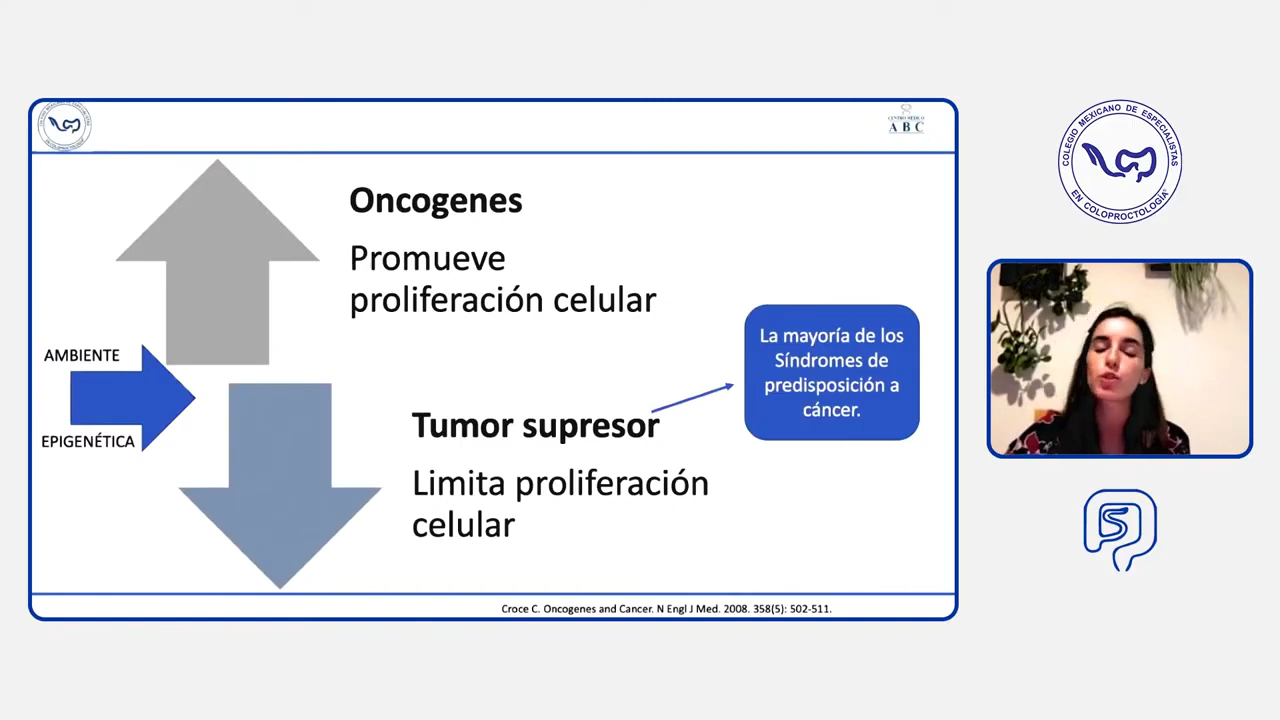 CENTRO MÉDICO
ABC
Oncogenes
Promueve
proliferación celular
AMBIENTE
EPIGENÉTICA
La mayoría de los
Síndromes de
predisposición a
cáncer.
Tumor supresor
Limita proliferación
celular
Croce C. Oncogenes and Cancer. N Engl J Med. 2008. 358(5): 502-511.
COLEGIO MEXICANO DE ESPECIALISTAS
EN COLOPROCTOLOGÍA